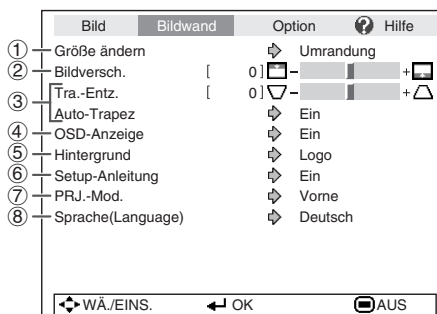 Bild Bildwand Option ? Hilfe
① Größe ändern Umrandung
② Bildversch. [ 0 ] – +
③ Tra.-Entz. [ 0 ] – +
Auto-Trapez Ein
④ OSD-Anzeige Ein
⑤ Hintergrund Logo
⑥ Setup-Anleitung Ein
⑦ PRJ.-Mod. Vorne
⑧ Sprache(Language) Deutsch
WÄ./EINS. OK AUS